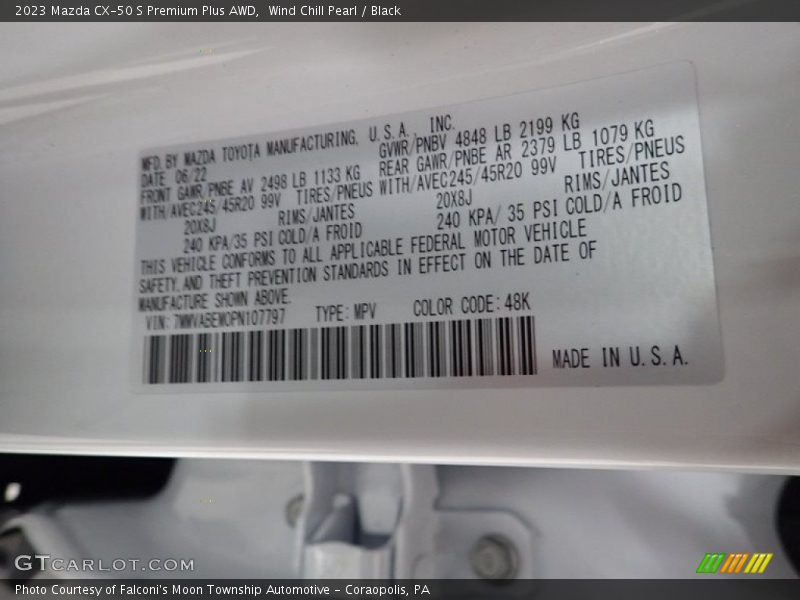 2023 Mazda CX-50 S Premium Plus AWD,  Wind Chill Pearl / Black
MFD. BY MAZDA TOYOTA MANUFACTURING, U.S.A., INC.
DATE 06/22 GVWR/PNBV 4848 LB 2199 KG
FRONT GAWR/PNBE AV 2498 LB 1133 KG REAR GAWR/PNBE AR 2379 LB 1079 KG
WITH/AVEC245/45R20 99V TIRES/PNEUS WITH/AVEC245/45R20 99V TIRES/PNEUS
20X8J RIMS/JANTES 20X8J RIMS/JANTES
240 KPA/35 PSI COLD/A FROID 240 KPA/ 35 PSI COLD/A FROID
THIS VEHICLE CONFORMS TO ALL APPLICABLE FEDERAL MOTOR VEHICLE
SAFETY, AND THEFT PREVENTION STANDARDS IN EFFECT ON THE DATE OF
MANUFACTURE SHOWN ABOVE.
VIN: 7MMVABEM0PN107797 TYPE: MPV COLOR CODE: 48K
MADE IN U.S.A.
GTCARLOT.COM
Photo Courtesy of Falconi's Moon Township Automotive - Coraopolis, PA